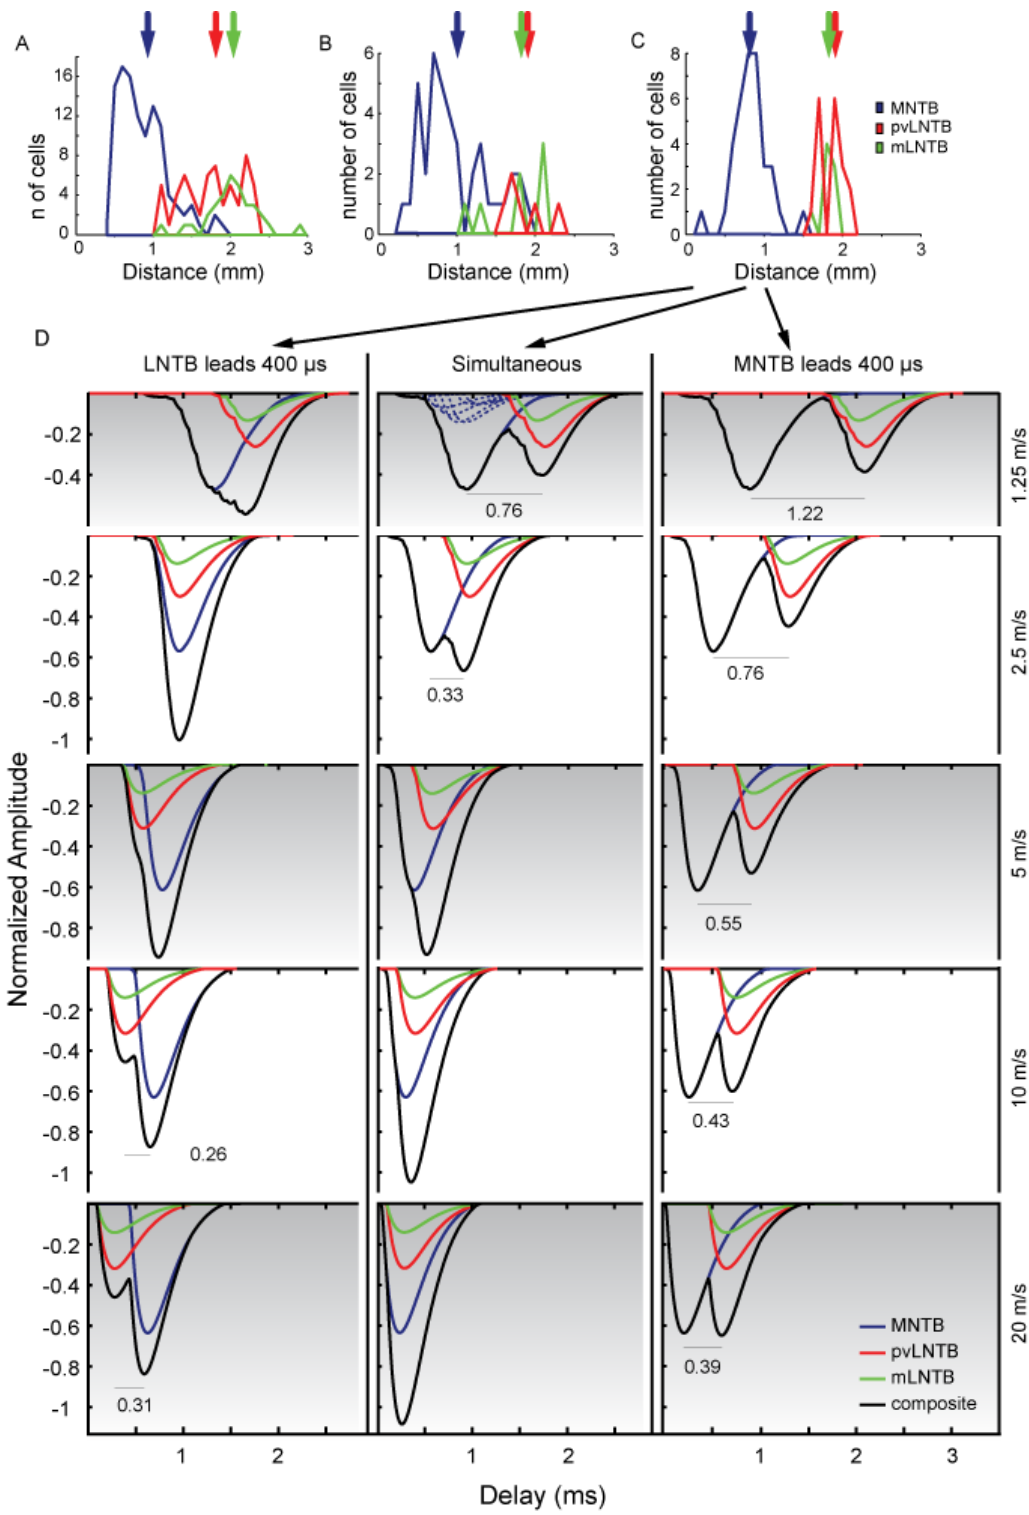 A
n of cells
16
12
8
4
0
0
1
2
3
Distance (mm)
B
number of cells
6
4
2
0
0
1
2
3
Distance (mm)
C
number of cells
8
6
4
2
0
0
1
2
3
Distance (mm)
MNTB
pvLNTB
mLNTB
D
LNTB leads 400 µs
Simultaneous
MNTB leads 400 µs
Normalized Amplitude
-0.2
-0.4
0.76
1.22
1.25 m/s
-0.2
-0.4
-0.6
-0.8
-1
0.33
0.76
2.5 m/s
-0.2
-0.4
-0.6
-0.8
0.55
5 m/s
-0.2
-0.4
-0.6
-0.8
-1
0.26
0.43
10 m/s
-0.2
-0.4
-0.6
-0.8
-1
0.31
0.39
MNTB
pvLNTB
mLNTB
composite
20 m/s
1
2
1
2
1
2
3
Delay (ms)